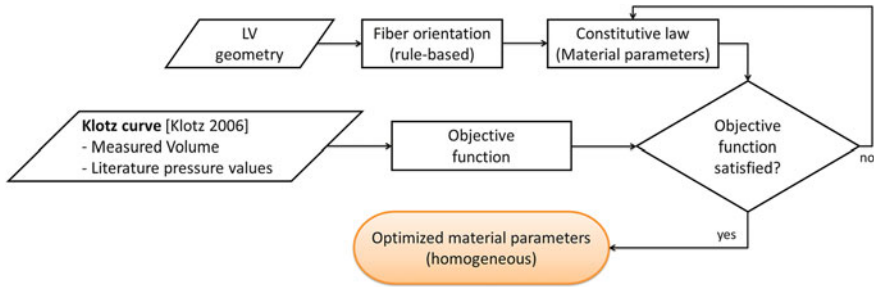 LV
geometry
Fiber orientation
(rule-based)
Constitutive law
(Material parameters)
Klotz curve [Klotz 2006]
- Measured Volume
- Literature pressure values
Objective
function
Objective
function
satisfied?
no
yes
Optimized material parameters
(homogeneous)